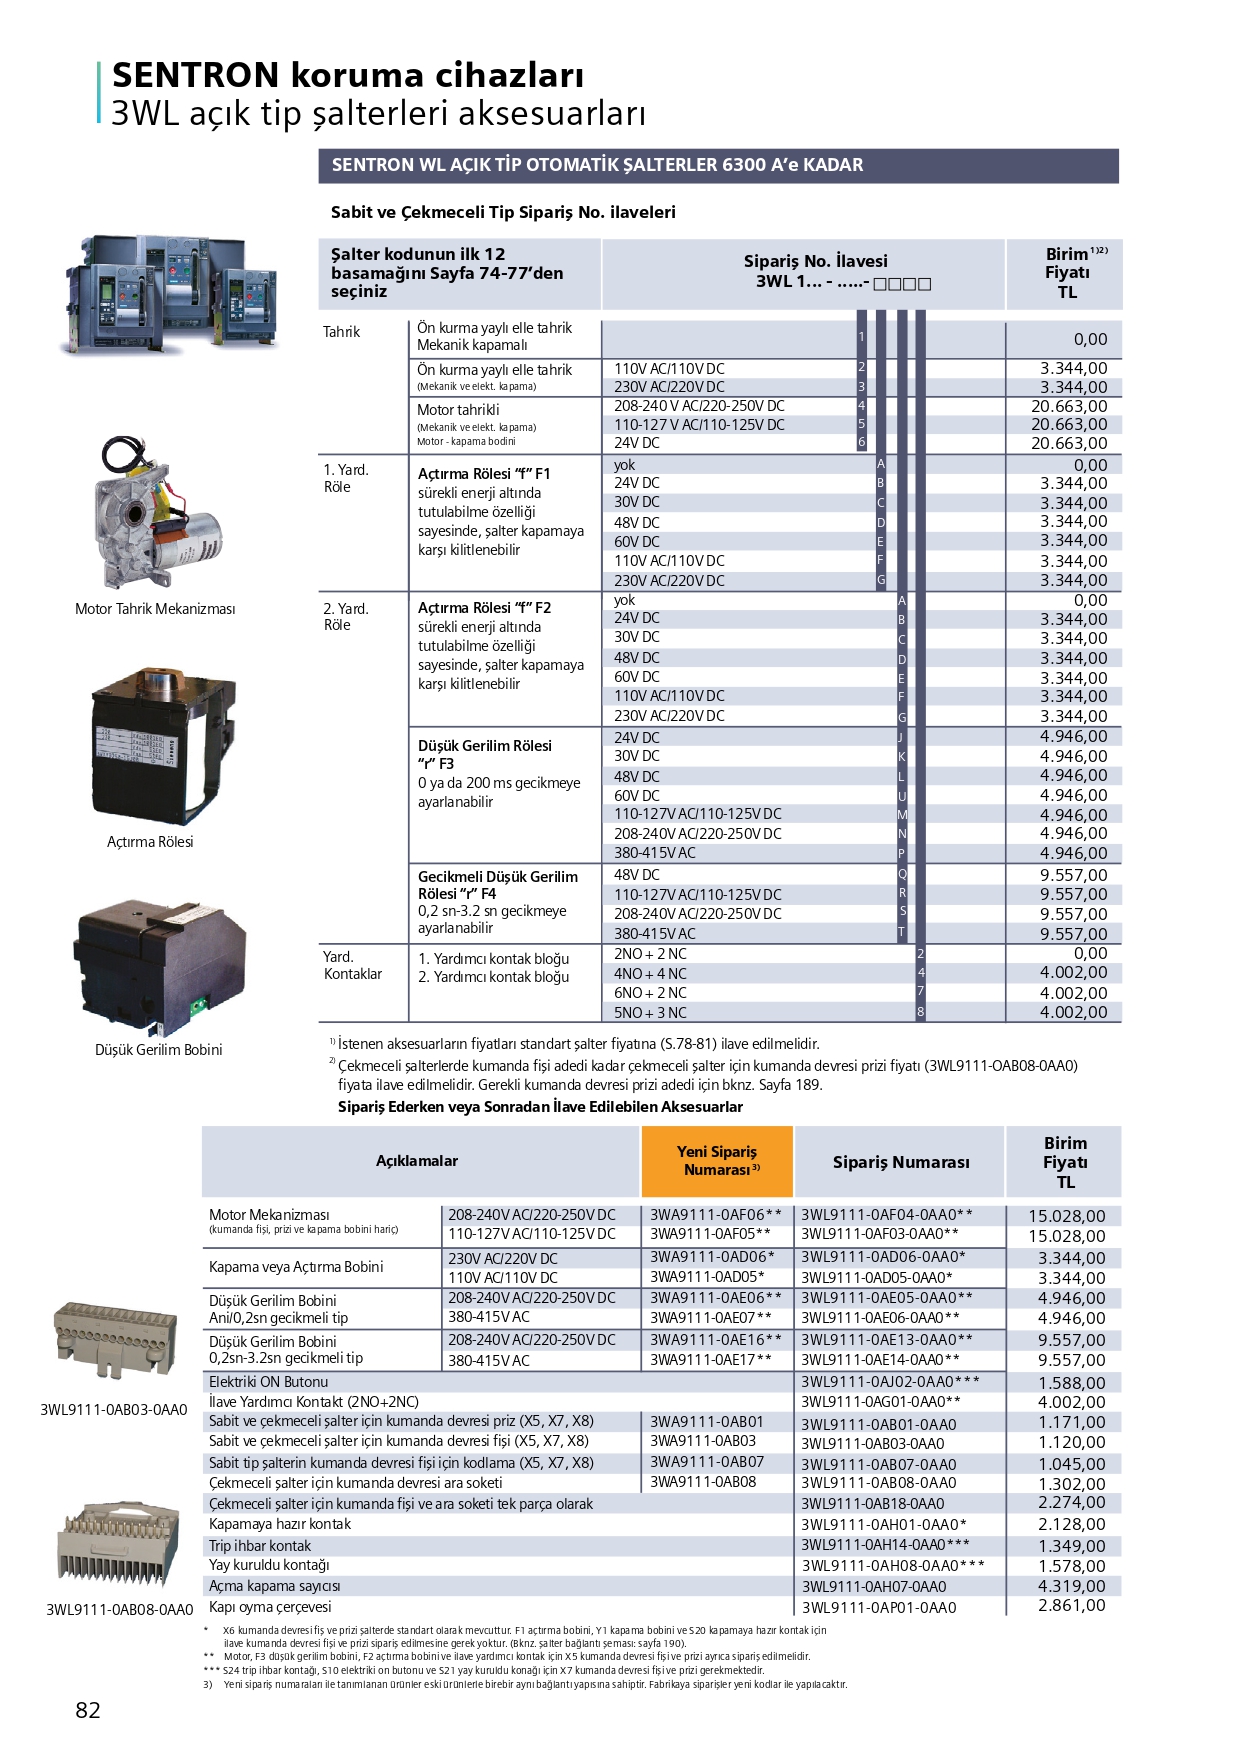 SENTRON koruma cihazları
3WL açık tip şalterleri aksesuarları
SENTRON WL AÇIK TİP OTOMATİK ŞALTERLER 6300 A’e KADAR
Sabit ve Çekmeceli Tip Sipariş No. ilaveleri
Şalter kodunun ilk 12 basamağını Sayfa 74-77’den seçiniz
Sipariş No. İlavesi
3WL 1... - .....- □□□□
Birim 1)2)
Fiyatı
TL
Tahrik
Ön kurma yaylı elle tahrik
Mekanik kapamalı
1 0,00
Ön kurma yaylı elle tahrik
(Mekanik ve elekt. kapama)
110V AC/110V DC 2 3.344,00
230V AC/220V DC 3 3.344,00
Motor tahrikli
(Mekanik ve elekt. kapama)
Motor - kapama bodini
208-240 V AC/220-250V DC 4 20.663,00
110-127 V AC/110-125V DC 5 20.663,00
24V DC 6 20.663,00
1. Yard.
Röle
Açtırma Rölesi “f” F1
sürekli enerji altında
tutulabilme özelliği
sayesinde, şalter kapamaya
karşı kilitlenebilir
yok A 0,00
24V DC B 3.344,00
30V DC C 3.344,00
48V DC D 3.344,00
60V DC E 3.344,00
110V AC/110V DC F 3.344,00
230V AC/220V DC G 3.344,00
2. Yard.
Röle
Açtırma Rölesi “f” F2
sürekli enerji altında
tutulabilme özelliği
sayesinde, şalter kapamaya
karşı kilitlenebilir
yok A 0,00
24V DC B 3.344,00
30V DC C 3.344,00
48V DC D 3.344,00
60V DC E 3.344,00
110V AC/110V DC F 3.344,00
230V AC/220V DC G 3.344,00
Düşük Gerilim Rölesi
“r” F3
0 ya da 200 ms gecikmeye
ayarlanabilir
24V DC J 4.946,00
30V DC K 4.946,00
48V DC L 4.946,00
60V DC U 4.946,00
110-127V AC/110-125V DC M 4.946,00
208-240V AC/220-250V DC N 4.946,00
380-415V AC P 4.946,00
Gecikmeli Düşük Gerilim
Rölesi “r” F4
0,2 sn-3.2 sn gecikmeye
ayarlanabilir
48V DC Q 9.557,00
110-127V AC/110-125V DC R 9.557,00
208-240V AC/220-250V DC S 9.557,00
380-415V AC T 9.557,00
Yard.
Kontaklar
1. Yardımcı kontak bloğu
2. Yardımcı kontak bloğu
2NO + 2 NC 2 0,00
4NO + 4 NC 4 4.002,00
6NO + 2 NC 7 4.002,00
5NO + 3 NC 8 4.002,00
Motor Tahrik Mekanizması
Açtırma Rölesi
Düşük Gerilim Bobini
1) İstenen aksesuarların fiyatları standart şalter fiyatına (S.78-81) ilave edilmelidir.
2) Çekmeceli şalterlerde kumanda fişi adedi kadar çekmeceli şalter için kumanda devresi prizi fiyatı (3WL9111-OAB08-0AA0)
fiyata ilave edilmelidir. Gerekli kumanda devresi prizi adedi için bknz. Sayfa 189.
Sipariş Ederken veya Sonradan İlave Edilebilen Aksesuarlar
Açıklamalar
Yeni Sipariş
Numarası 3)
Sipariş Numarası
Birim
Fiyatı
TL
Motor Mekanizması
(kumanda fişi, prizi ve kapama bobini hariç)
208-240V AC/220-250V DC 3WA9111-0AF06** 3WL9111-0AF04-0AA0** 15.028,00
110-127V AC/110-125V DC 3WA9111-0AF05** 3WL9111-0AF03-0AA0** 15.028,00
Kapama veya Açtırma Bobini
230V AC/220V DC 3WA9111-0AD06* 3WL9111-0AD06-0AA0* 3.344,00
110V AC/110V DC 3WA9111-0AD05* 3WL9111-0AD05-0AA0* 3.344,00
Düşük Gerilim Bobini
Ani/0,2sn gecikmeli tip
208-240V AC/220-250V DC 3WA9111-0AE06** 3WL9111-0AE05-0AA0** 4.946,00
380-415V AC 3WA9111-0AE07** 3WL9111-0AE06-0AA0** 4.946,00
Düşük Gerilim Bobini
0,2sn-3.2sn gecikmeli tip
208-240V AC/220-250V DC 3WA9111-0AE16** 3WL9111-0AE13-0AA0** 9.557,00
380-415V AC 3WA9111-0AE17** 3WL9111-0AE14-0AA0** 9.557,00
Elektriki ON Butonu 3WL9111-0AJ02-0AA0*** 1.588,00
İlave Yardımcı Kontakt (2NO+2NC) 3WL9111-0AG01-0AA0** 4.002,00
Sabit ve çekmeceli şalter için kumanda devresi priz (X5, X7, X8) 3WA9111-0AB01 3WL9111-0AB01-0AA0 1.171,00
Sabit ve çekmeceli şalter için kumanda devresi fişi (X5, X7, X8) 3WA9111-0AB03 3WL9111-0AB03-0AA0 1.120,00
Sabit tip şalterin kumanda devresi fişi için kodlama (X5, X7, X8) 3WA9111-0AB07 3WL9111-0AB07-0AA0 1.045,00
Çekmeceli şalter için kumanda devresi ara soketi 3WA9111-0AB08 3WL9111-0AB08-0AA0 1.302,00
Çekmeceli şalter için kumanda fişi ve ara soketi tek parça olarak 3WL9111-0AB18-0AA0 2.274,00
Kapamaya hazır kontak 3WL9111-0AH01-0AA0* 2.128,00
Trip ihbar kontak 3WL9111-0AH14-0AA0*** 1.349,00
Yay kuruldu kontağı 3WL9111-0AH08-0AA0*** 1.578,00
Açma kapama sayıcısı 3WL9111-0AH07-0AA0 4.319,00
Kapı oyma çerçevesi 3WL9111-0AP01-0AA0 2.861,00
3WL9111-0AB03-0AA0
3WL9111-0AB08-0AA0
* X6 kumanda devresi fiş ve prizi şalterde standart olarak mevcuttur. F1 açtırma bobini, Y1 kapama bobini ve S20 kapamaya hazır kontak için
ilave kumanda devresi fişi ve prizi sipariş edilmesine gerek yoktur. (Bknz. şalter bağlantı şeması: sayfa 190).
** Motor, F3 düşük gerilim bobini, F2 açtırma bobini ve ilave yardımcı kontak için X5 kumanda devresi fişi ve prizi ayrıca sipariş edilmelidir.
*** S24 trip ihbar kontağı, S10 elektriki on butonu ve S21 yay kuruldu konağı için X7 kumanda devresi fişi ve prizi gerekmektedir.
3) Yeni sipariş numaraları ile tanımlanan ürünler eski ürünlerle birebir aynı bağlantı yapısına sahiptir. Fabrikaya siparişler yeni kodlar ile yapılacaktır.
82